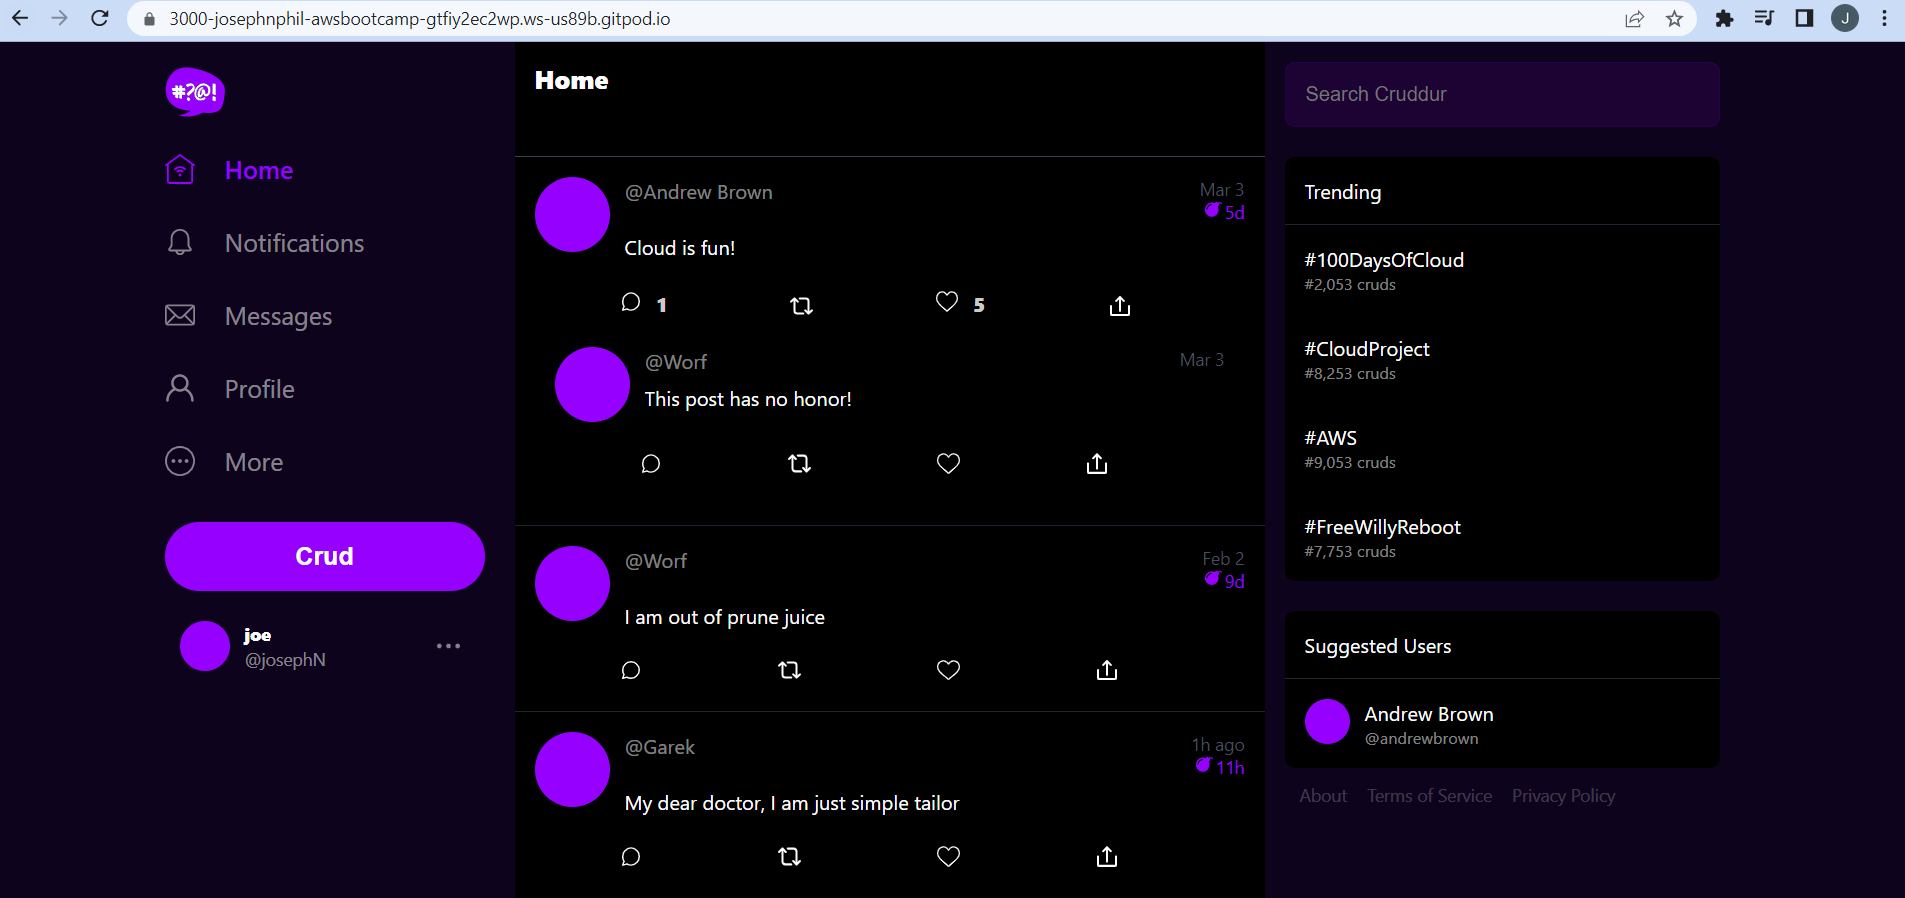 3000-josephnphil-awsbootcamp-gtfiy2ec2wp.ws-us89b.gitpod.io
J
#?@!
Home
Notifications
Messages
Profile
More
Crud
joe
@josephN
Home
@Andrew Brown
Mar 3
5d
Cloud is fun!
1
5
@Worf
Mar 3
This post has no honor!
@Worf
Feb 2
9d
I am out of prune juice
@Garek
1h ago
11h
My dear doctor, I am just simple tailor
Search Cruddur
Trending
#100DaysOfCloud
#2,053 cruds
#CloudProject
#8,253 cruds
#AWS
#9,053 cruds
#FreeWillyReboot
#7,753 cruds
Suggested Users
Andrew Brown
@andrewbrown
About Terms of Service Privacy Policy